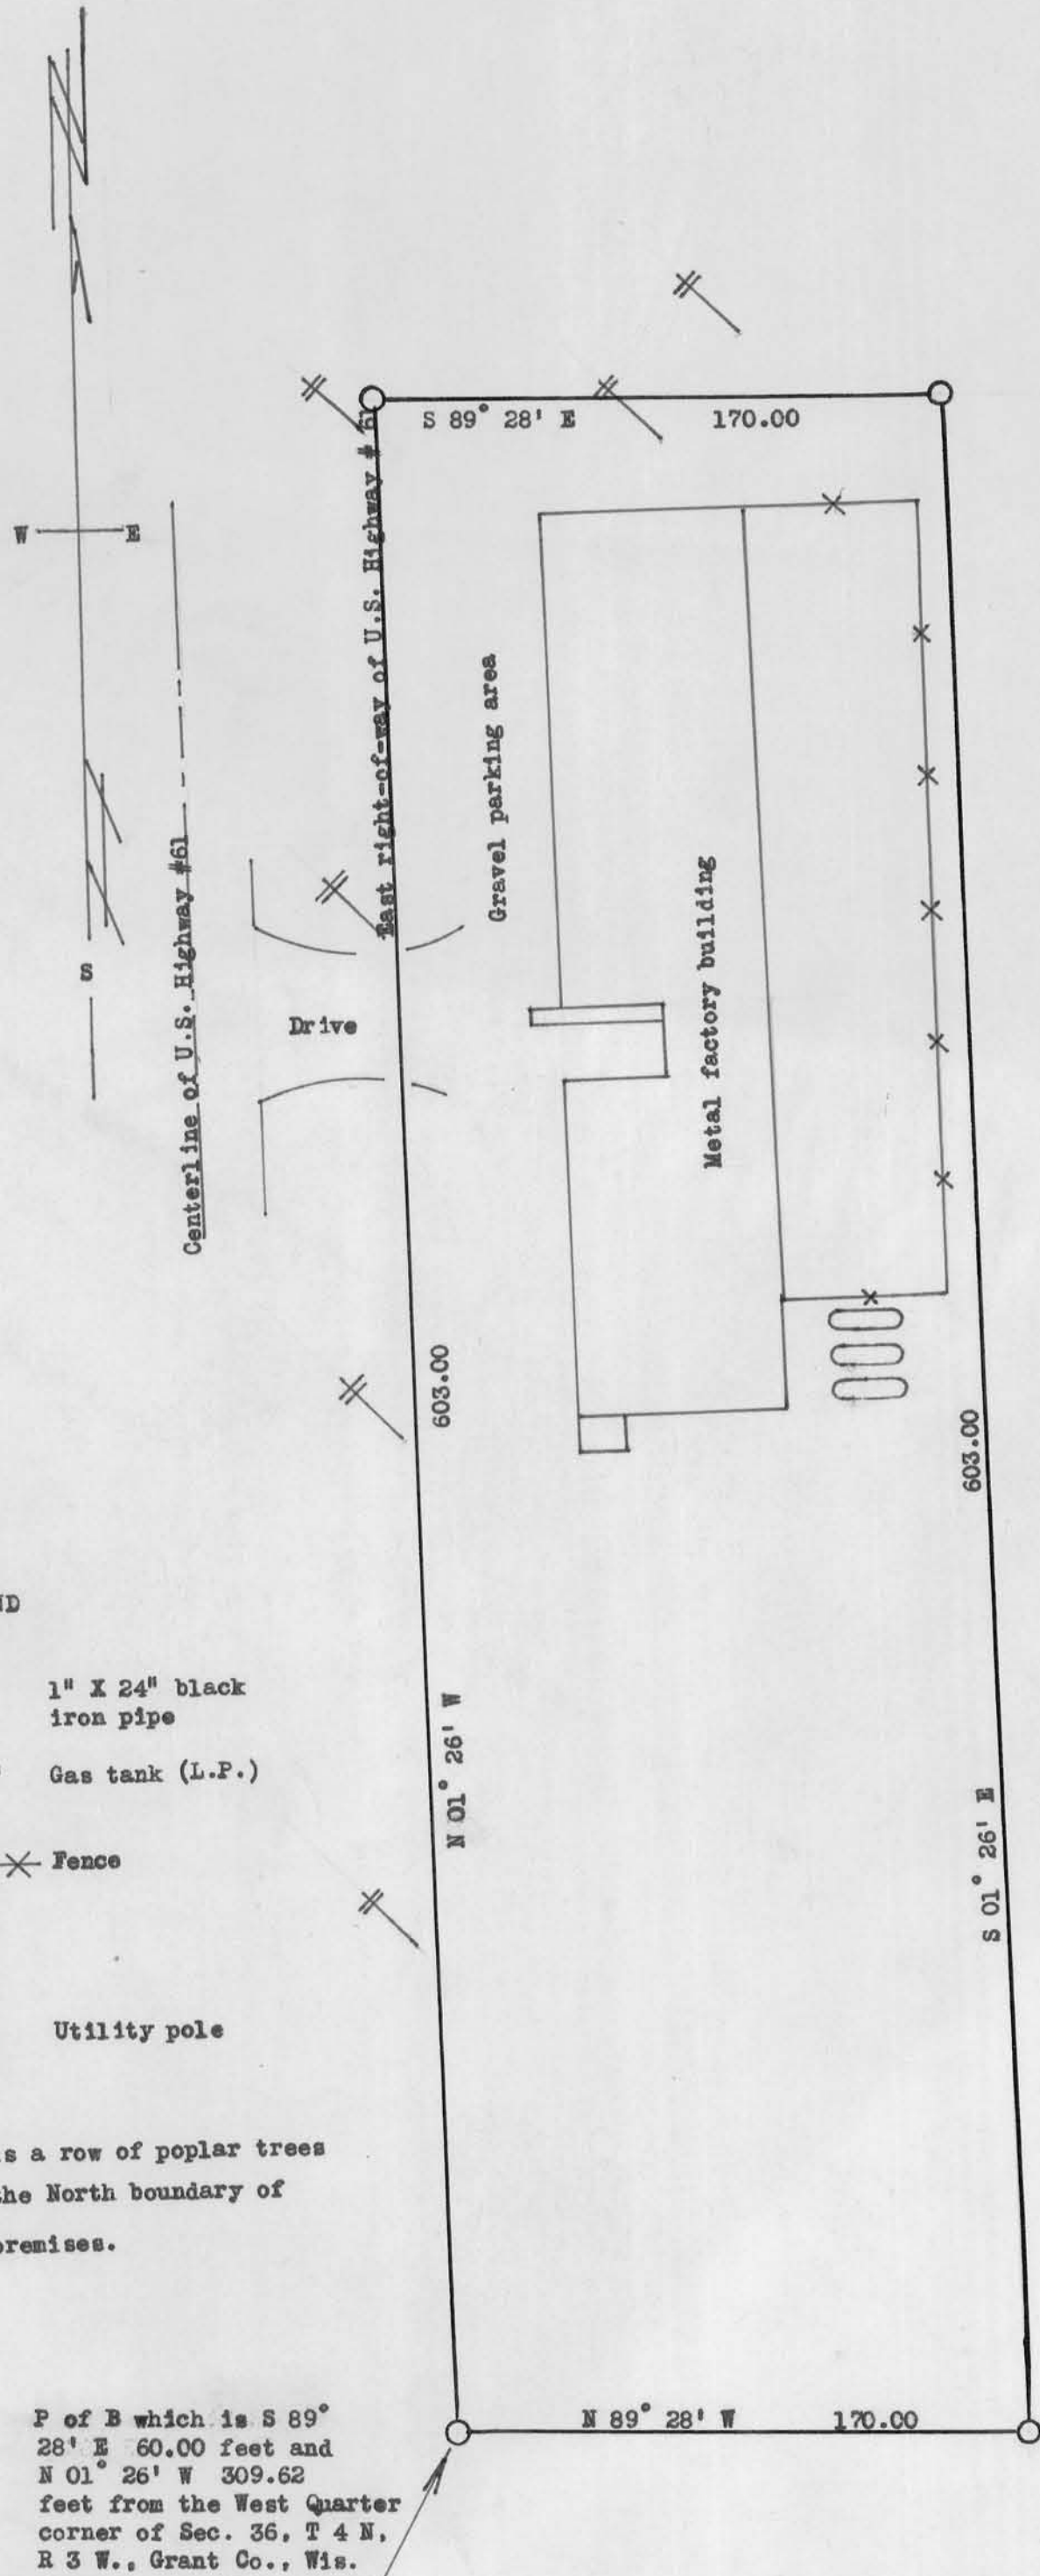 S 89° 28' E 170.00
East right-of-way of U.S. Highway # 61
W E
Gravel parking area
Centerline of U.S. Highway #61
S
Drive
Metal factory building
603.00
603.00
1" X 24" black
iron pipe
Gas tank (L.P.)
Fence
N 01° 26' W
S 01° 26' E
Utility pole
a row of poplar trees
the North boundary of
premises.
N 89° 28' W 170.00
P of B which is S 89°
28' E 60.00 feet and
N 01° 26' W 309.62
feet from the West Quarter
corner of Sec. 36, T 4 N,
R 3 W., Grant Co., Wis.